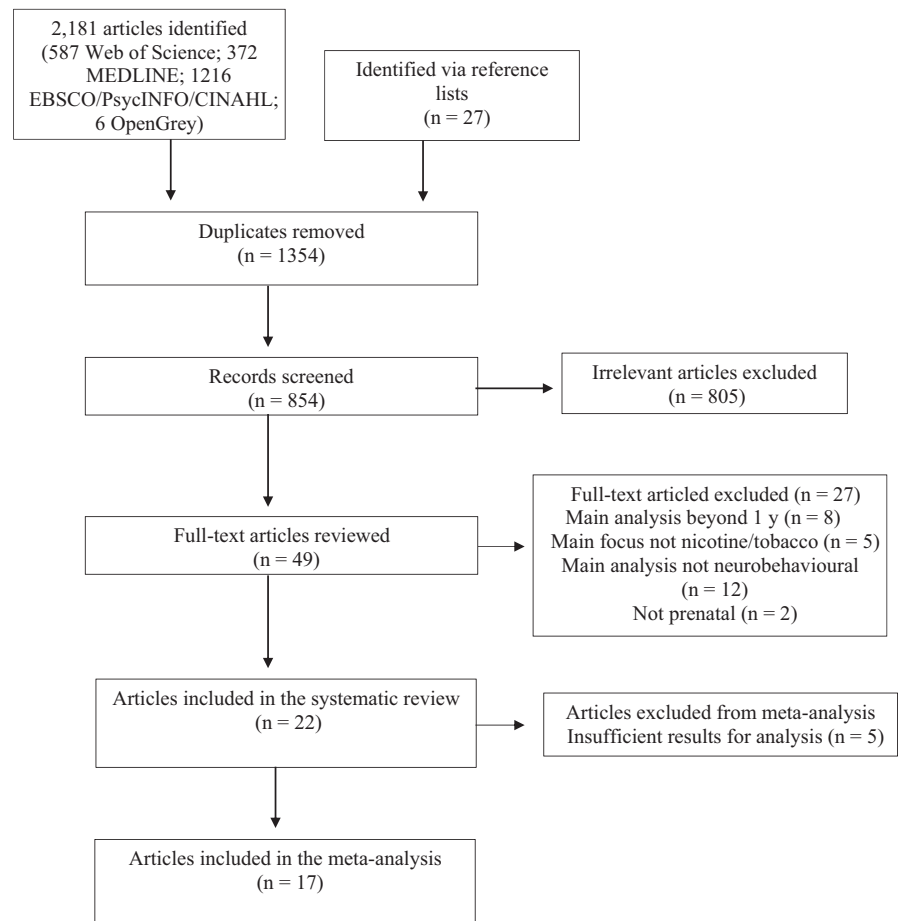 2,181 articles identified
(587 Web of Science; 372
MEDLINE; 1216
EBSCO/PsycINFO/CINAHL;
6 OpenGrey)
Identified via reference
lists
(n = 27)
Duplicates removed
(n = 1354)
Records screened
(n = 854)
Irrelevant articles excluded
(n = 805)
Full-text articles reviewed
(n = 49)
Full-text articled excluded (n = 27)
Main analysis beyond 1 y (n = 8)
Main focus not nicotine/tobacco (n = 5)
Main analysis not neurobehavioural
(n = 12)
Not prenatal (n = 2)
Articles included in the systematic review
(n = 22)
Articles excluded from meta-analysis
Insufficient results for analysis (n = 5)
Articles included in the meta-analysis
(n = 17)